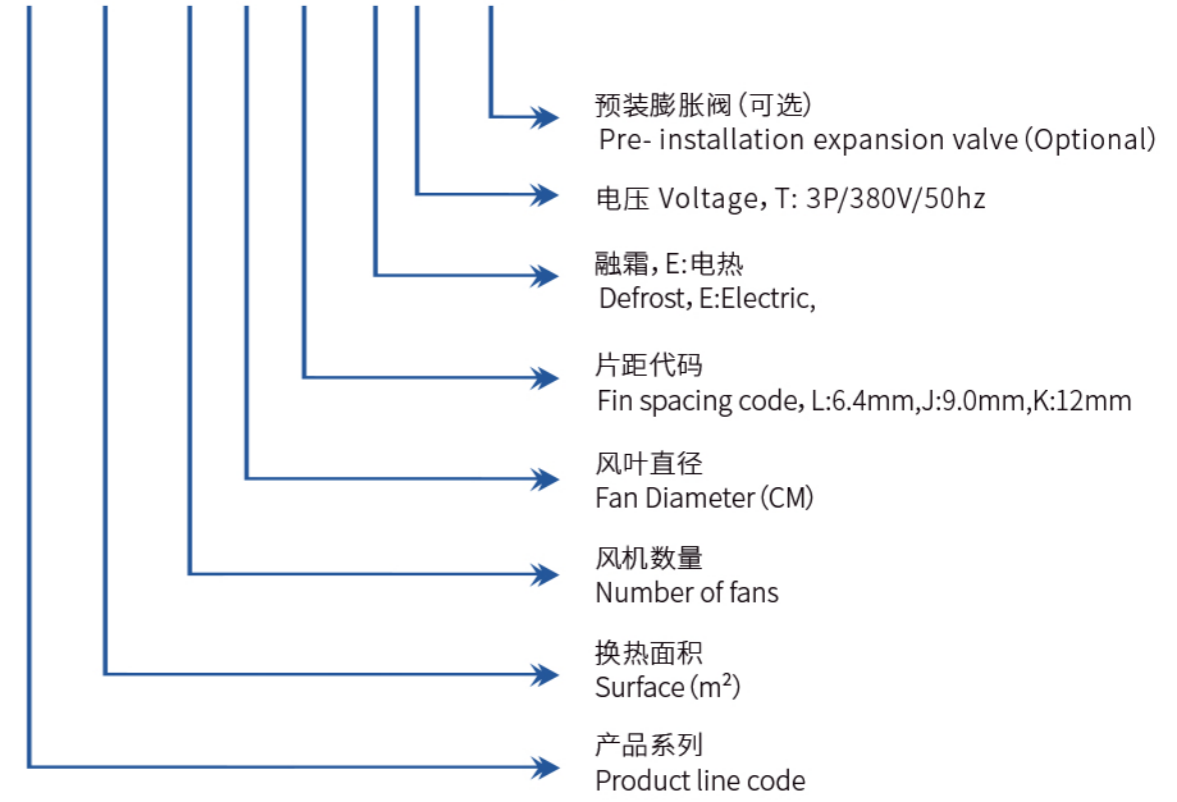 预装膨胀阀（可选）
Pre- installation expansion valve（Optional）
电压 Voltage，T: 3P/380V/50hz
融霜，E:电热
Defrost，E:Electric,
片距代码
Fin spacing code，L:6.4mm,J:9.0mm,K:12mm
风叶直径
Fan Diameter（CM）
风机数量
Number of fans
换热面积
Surface（m²）
产品系列
Product line code